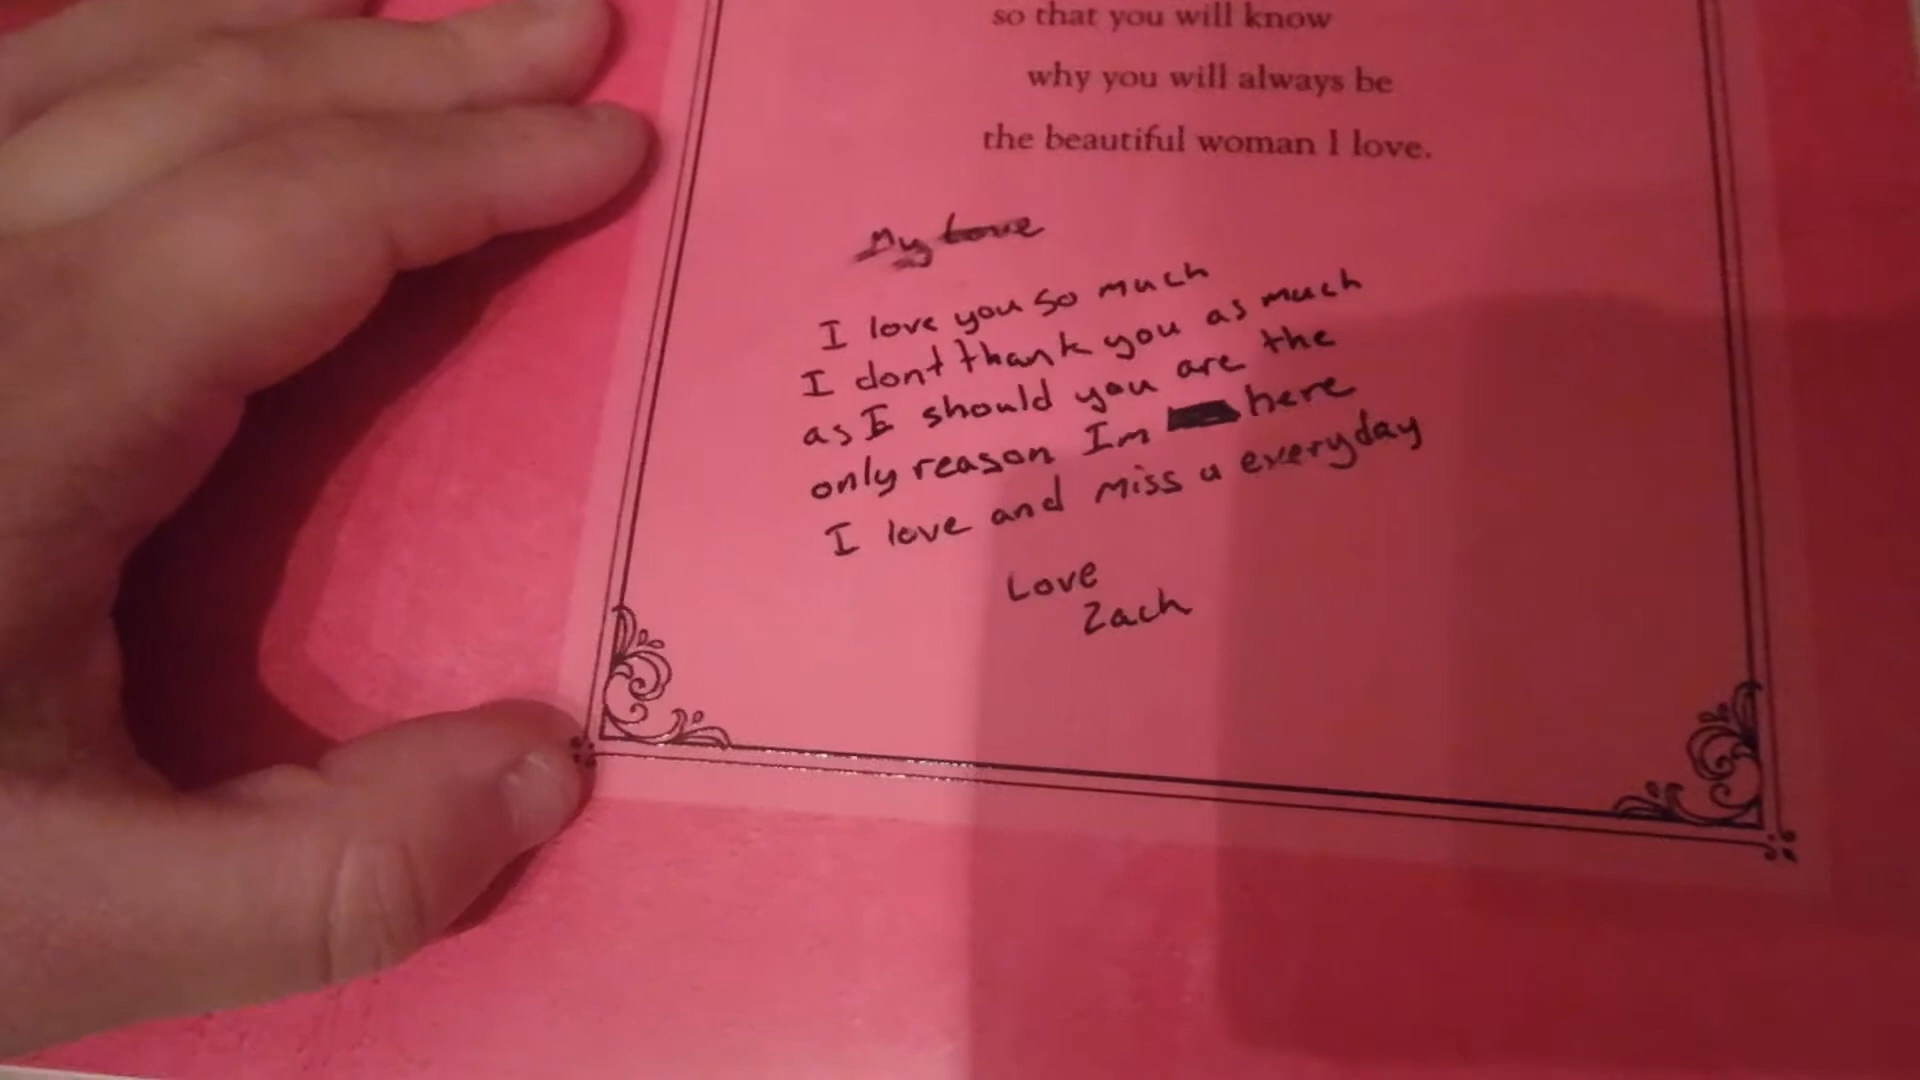 so that you will know
why you will always be
the beautiful woman I love.
My Love
I love you so much
I dont thank you as much
as I should you are the
only reason Im here
I love and miss u everyday
Love
Zach